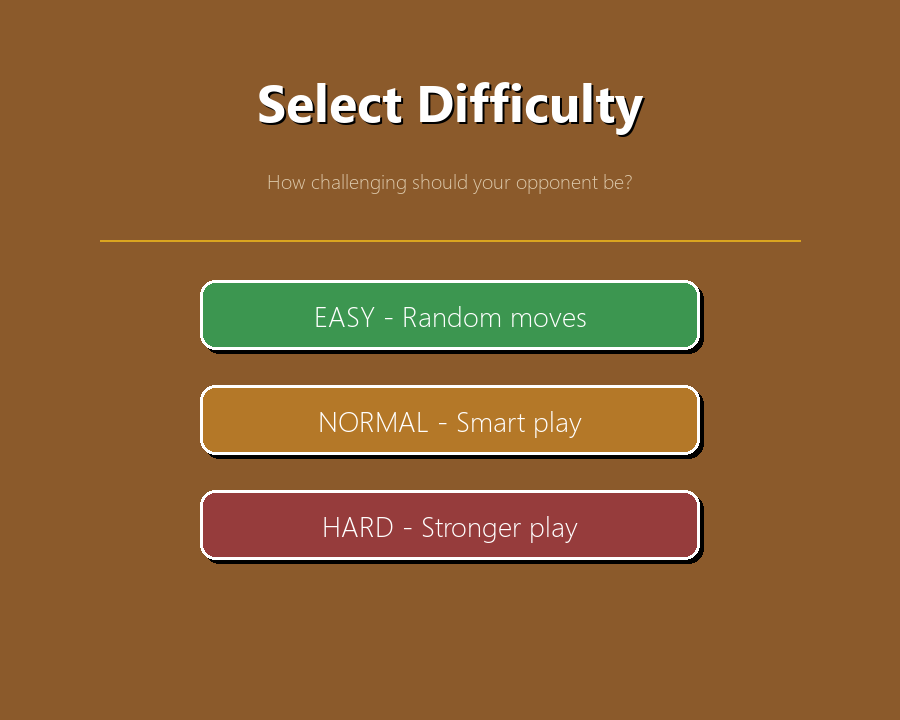 Select Difficulty
How challenging should your opponent be?
EASY - Random moves
NORMAL - Smart play
HARD - Stronger play